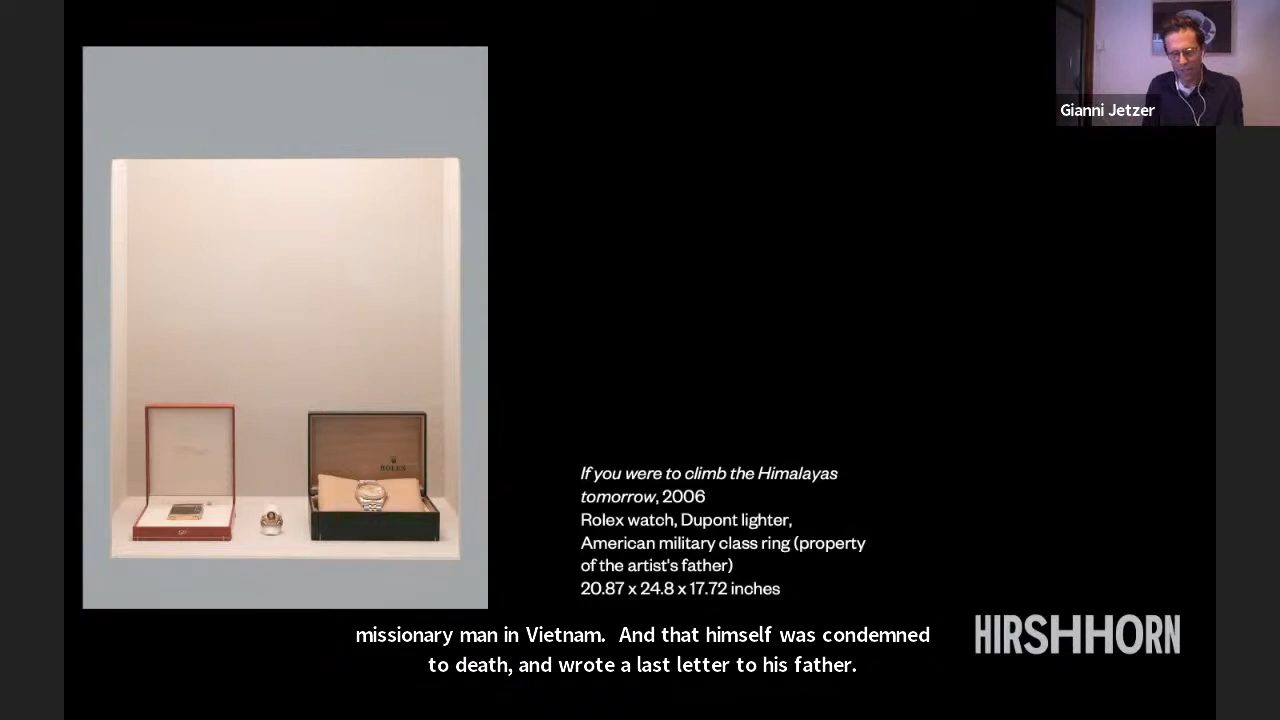 Gianni Jetzer
ROLEX
If you were to climb the Himalayas
tomorrow, 2006
Rolex watch, Dupont lighter,
American military class ring (property
of the artist's father)
20.87 x 24.8 x 17.72 inches
HIRSHHORN
missionary man in Vietnam.  And that himself was condemned
to death, and wrote a last letter to his father.